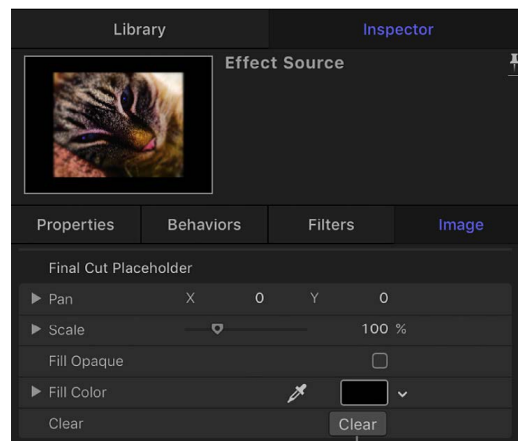 Library Inspector
Effect Source
Properties Behaviors Filters Image
Final Cut Placeholder
Pan X 0 Y 0
Scale 100 %
Fill Opaque
Fill Color
Clear Clear